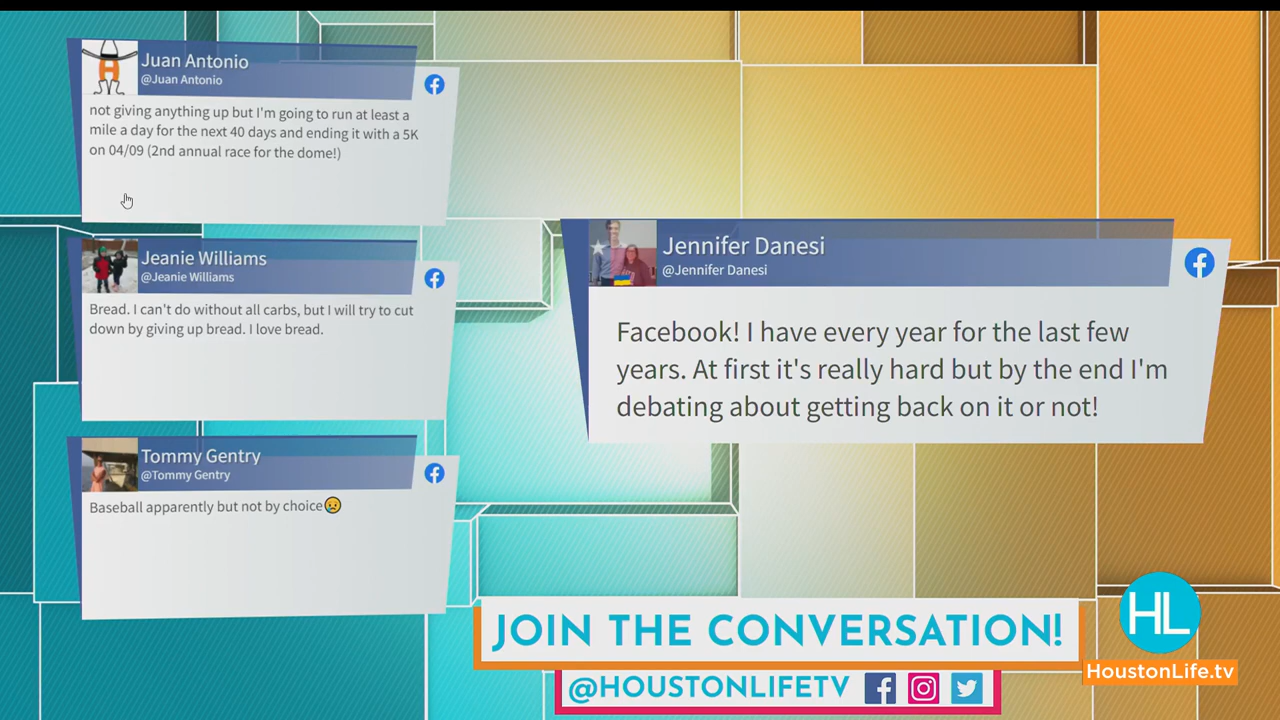 Juan Antonio
@Juan Antonio
not giving anything up but I'm going to run at least a
mile a day for the next 40 days and ending it with a 5K
on 04/09 (2nd annual race for the dome!)
Jeanie Williams
@Jeanie Williams
Bread. I can't do without all carbs, but I will try to cut
down by giving up bread. I love bread.
Tommy Gentry
@Tommy Gentry
Baseball apparently but not by choice😥
Jennifer Danesi
@Jennifer Danesi
Facebook! I have every year for the last few
years. At first it's really hard but by the end I'm
debating about getting back on it or not!
JOIN THE CONVERSATION!
@HOUSTONLIFETV
HL
HoustonLife.tv